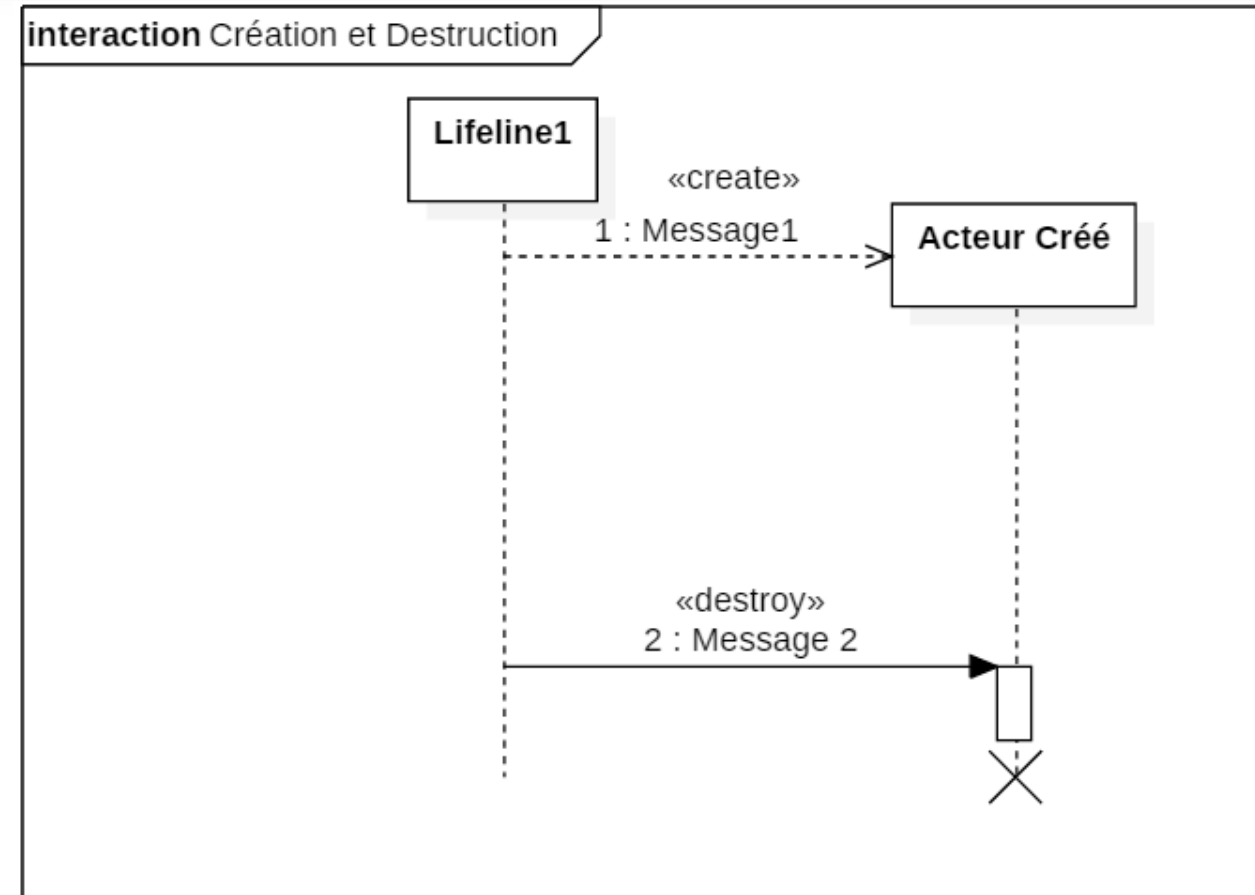 interaction Création et Destruction
Lifeline1
«create»
1 : Message1
Acteur Créé
«destroy»
2 : Message 2